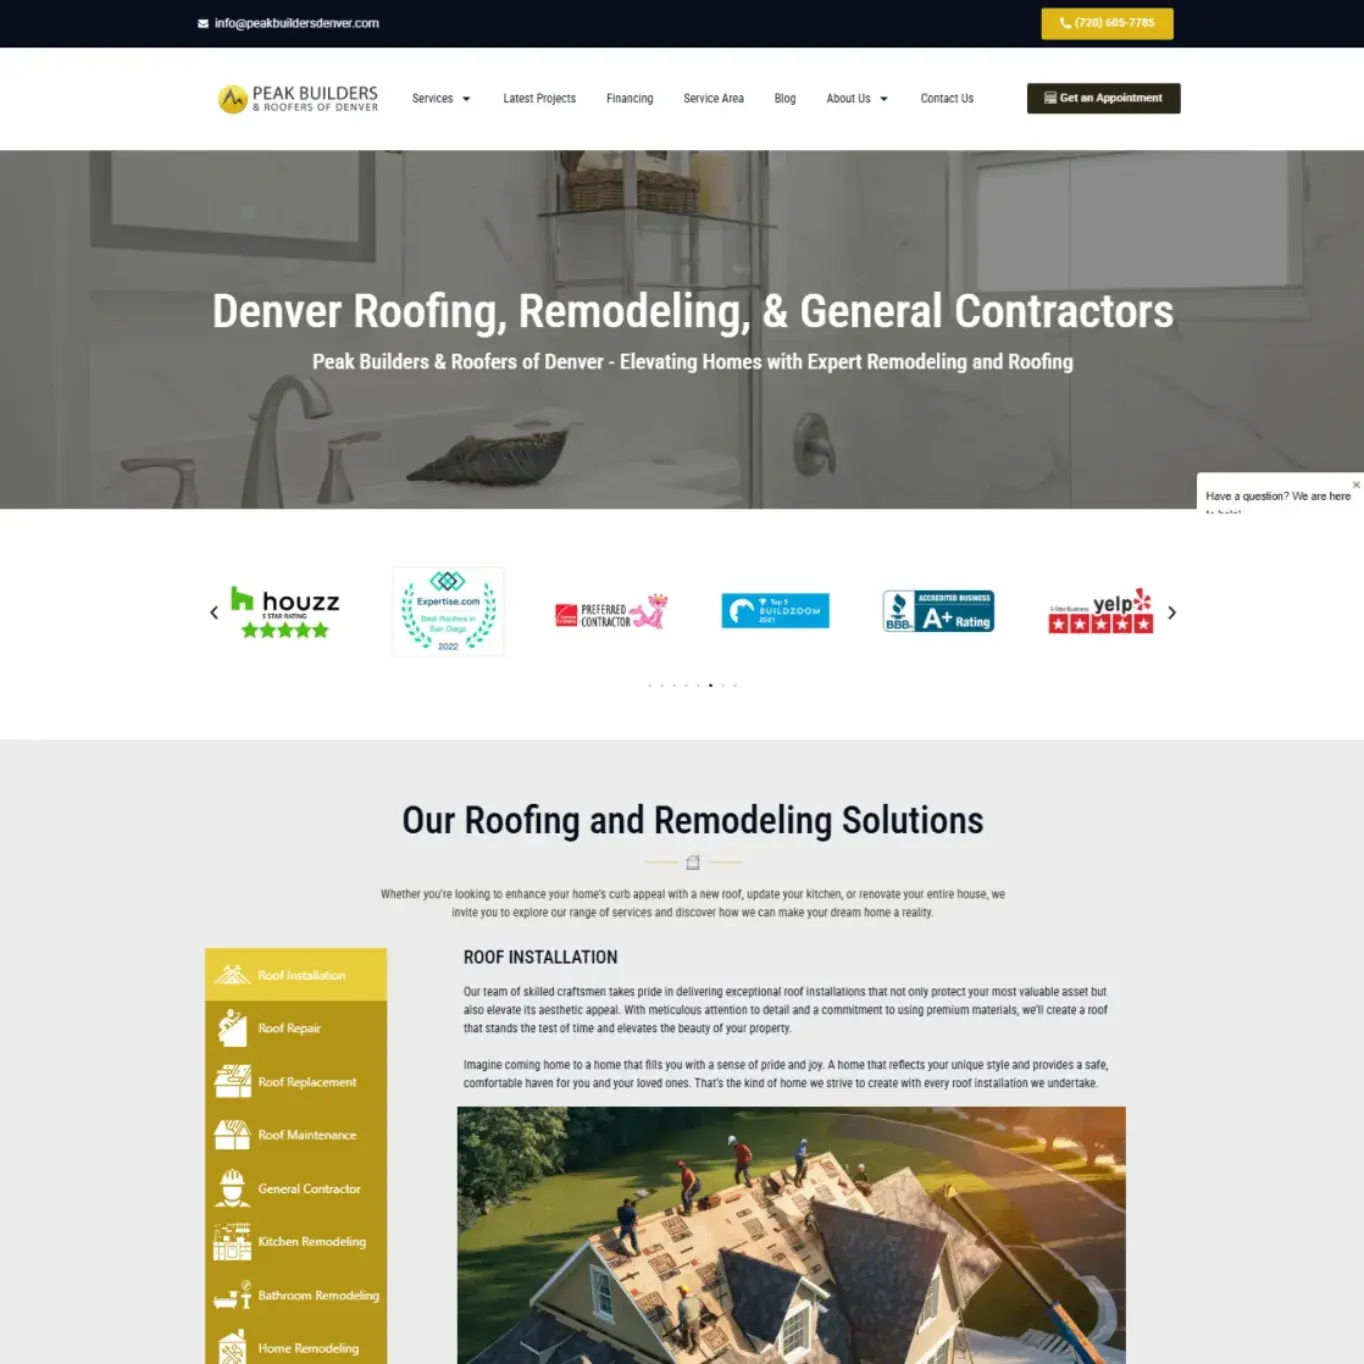 info@peakbuildersdenver.com
(720) 605-7785
PEAK BUILDERS
& ROOFERS OF DENVER
Services
Latest Projects
Financing
Service Area
Blog
About Us
Contact Us
Get an Appointment
Denver Roofing, Remodeling, & General Contractors
Peak Builders & Roofers of Denver - Elevating Homes with Expert Remodeling and Roofing
Have a question? We are here
to help!
houzz
5 STAR RATING
Expertise.com
Best Roofers in
San Diego
2022
PREFERRED
CONTRACTOR
Top 5
BUILDZOOM
2021
BBB
ACCREDITED BUSINESS
A+ Rating
5-Star Business
yelp
Our Roofing and Remodeling Solutions
Whether you're looking to enhance your home's curb appeal with a new roof, update your kitchen, or renovate your entire house, we
invite you to explore our range of services and discover how we can make your dream home a reality.
Roof Installation
Roof Repair
Roof Replacement
Roof Maintenance
General Contractor
Kitchen Remodeling
Bathroom Remodeling
Home Remodeling
ROOF INSTALLATION
Our team of skilled craftsmen takes pride in delivering exceptional roof installations that not only protect your most valuable asset but
also elevate its aesthetic appeal. With meticulous attention to detail and a commitment to using premium materials, we'll create a roof
that stands the test of time and elevates the beauty of your property.
Imagine coming home to a home that fills you with a sense of pride and joy. A home that reflects your unique style and provides a safe,
comfortable haven for you and your loved ones. That's the kind of home we strive to create with every roof installation we undertake.